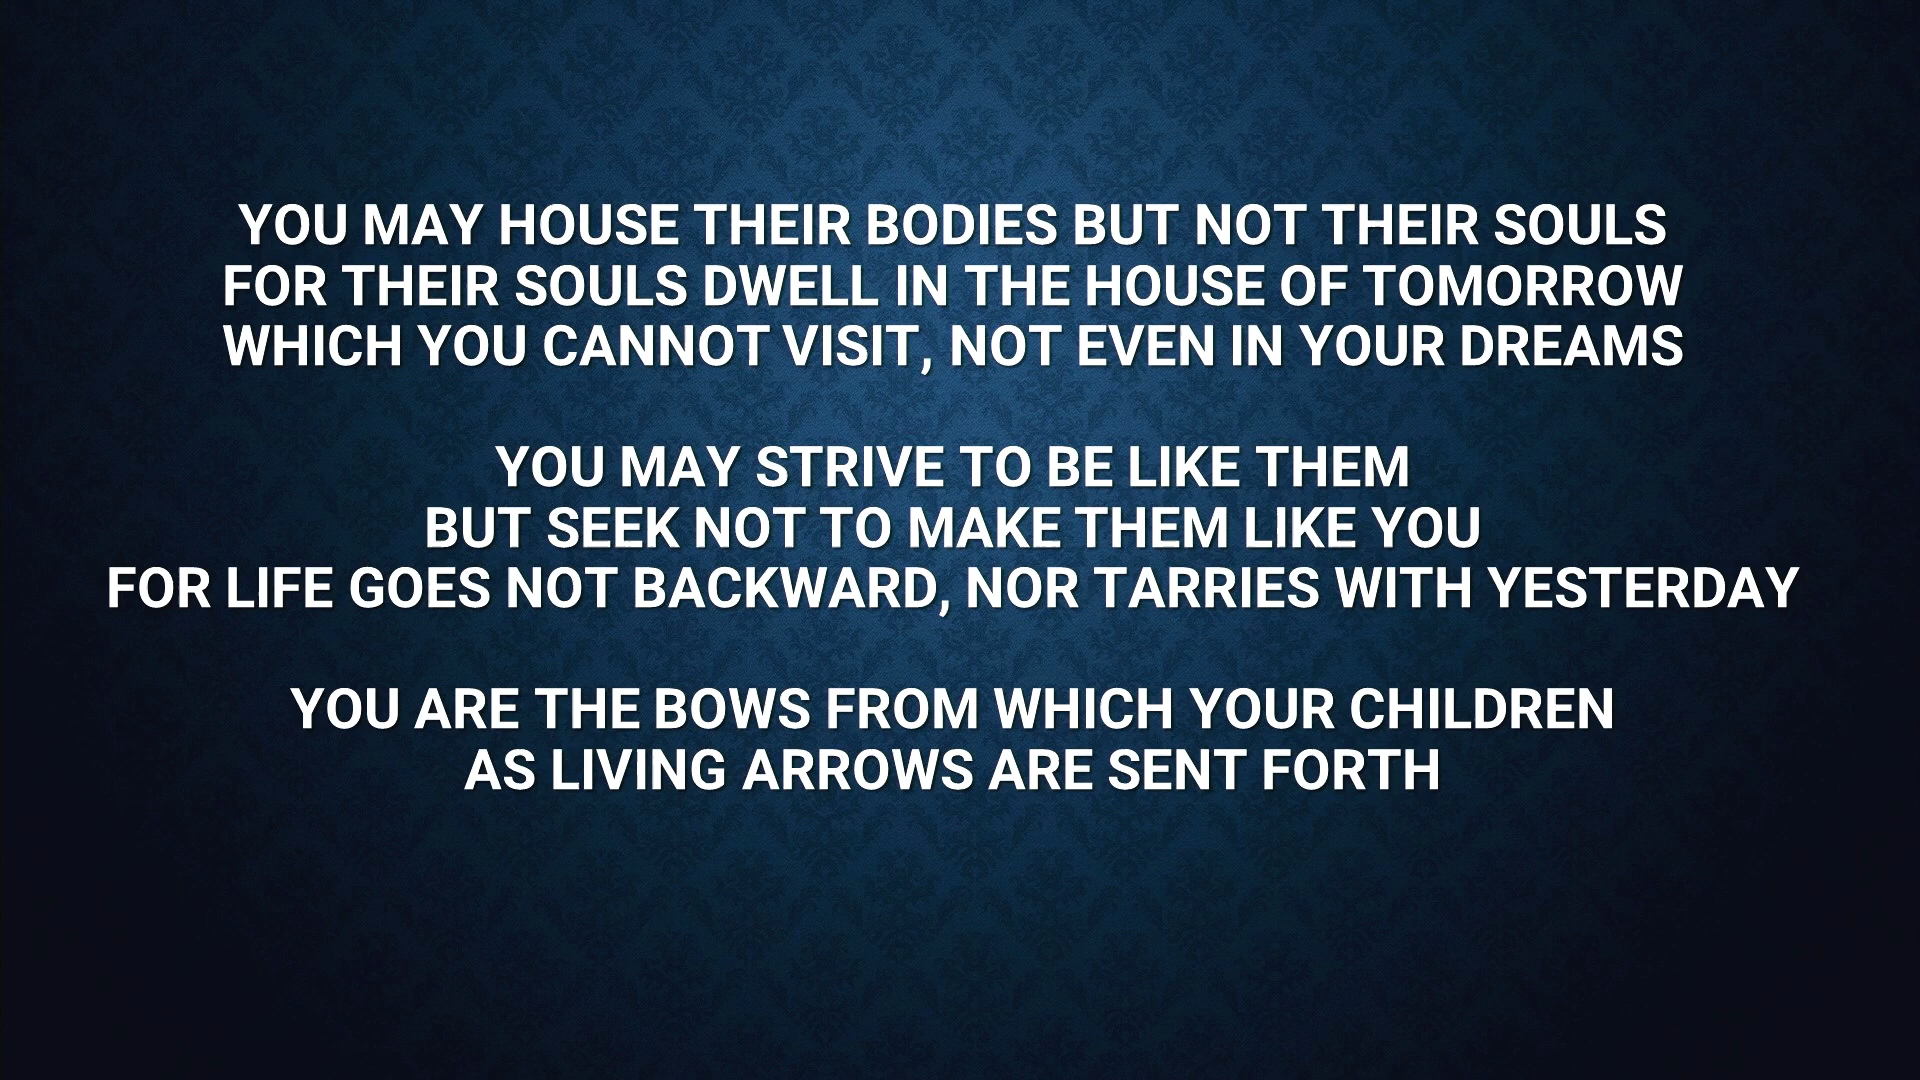 YOU MAY HOUSE THEIR BODIES BUT NOT THEIR SOULS
FOR THEIR SOULS DWELL IN THE HOUSE OF TOMORROW
WHICH YOU CANNOT VISIT, NOT EVEN IN YOUR DREAMS
YOU MAY STRIVE TO BE LIKE THEM
BUT SEEK NOT TO MAKE THEM LIKE YOU
FOR LIFE GOES NOT BACKWARD, NOR TARRIES WITH YESTERDAY
YOU ARE THE BOWS FROM WHICH YOUR CHILDREN
AS LIVING ARROWS ARE SENT FORTH